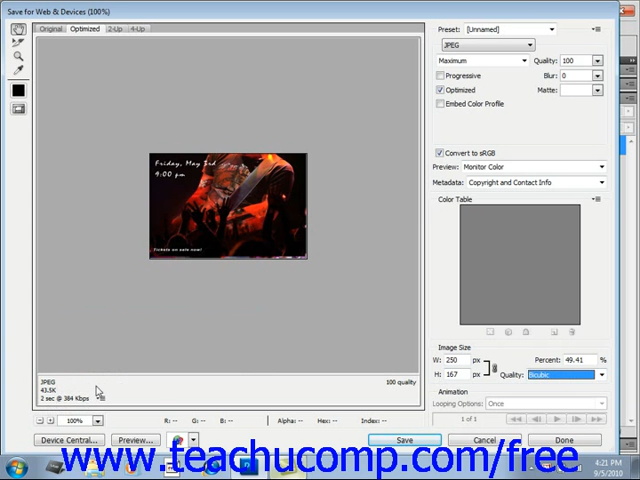 Save for Web & Devices (100%)
Original Optimized 2-Up 4-Up
Preset: [Unnamed]
JPEG
Maximum Quality: 100
Progressive Blur: 0
Optimized Matte:
Embed Color Profile
Convert to sRGB
Preview: Monitor Color
Metadata: Copyright and Contact Info
Color Table
Friday, May 3rd
9:00 pm
Tickets on sale now!
Image Size
W: 250 px Percent: 49.41 %
H: 167 px Quality: Bicubic
JPEG 100 quality
43.5K
2 sec @ 384 Kbps
Animation
Looping Options: Once
100% R: -- G: -- B: -- Alpha: -- Hex: -- Index: -- 1 of 1
Device Central... Preview... Save Cancel Done
www.teachucomp.com/free
4:21 PM
9/5/2010